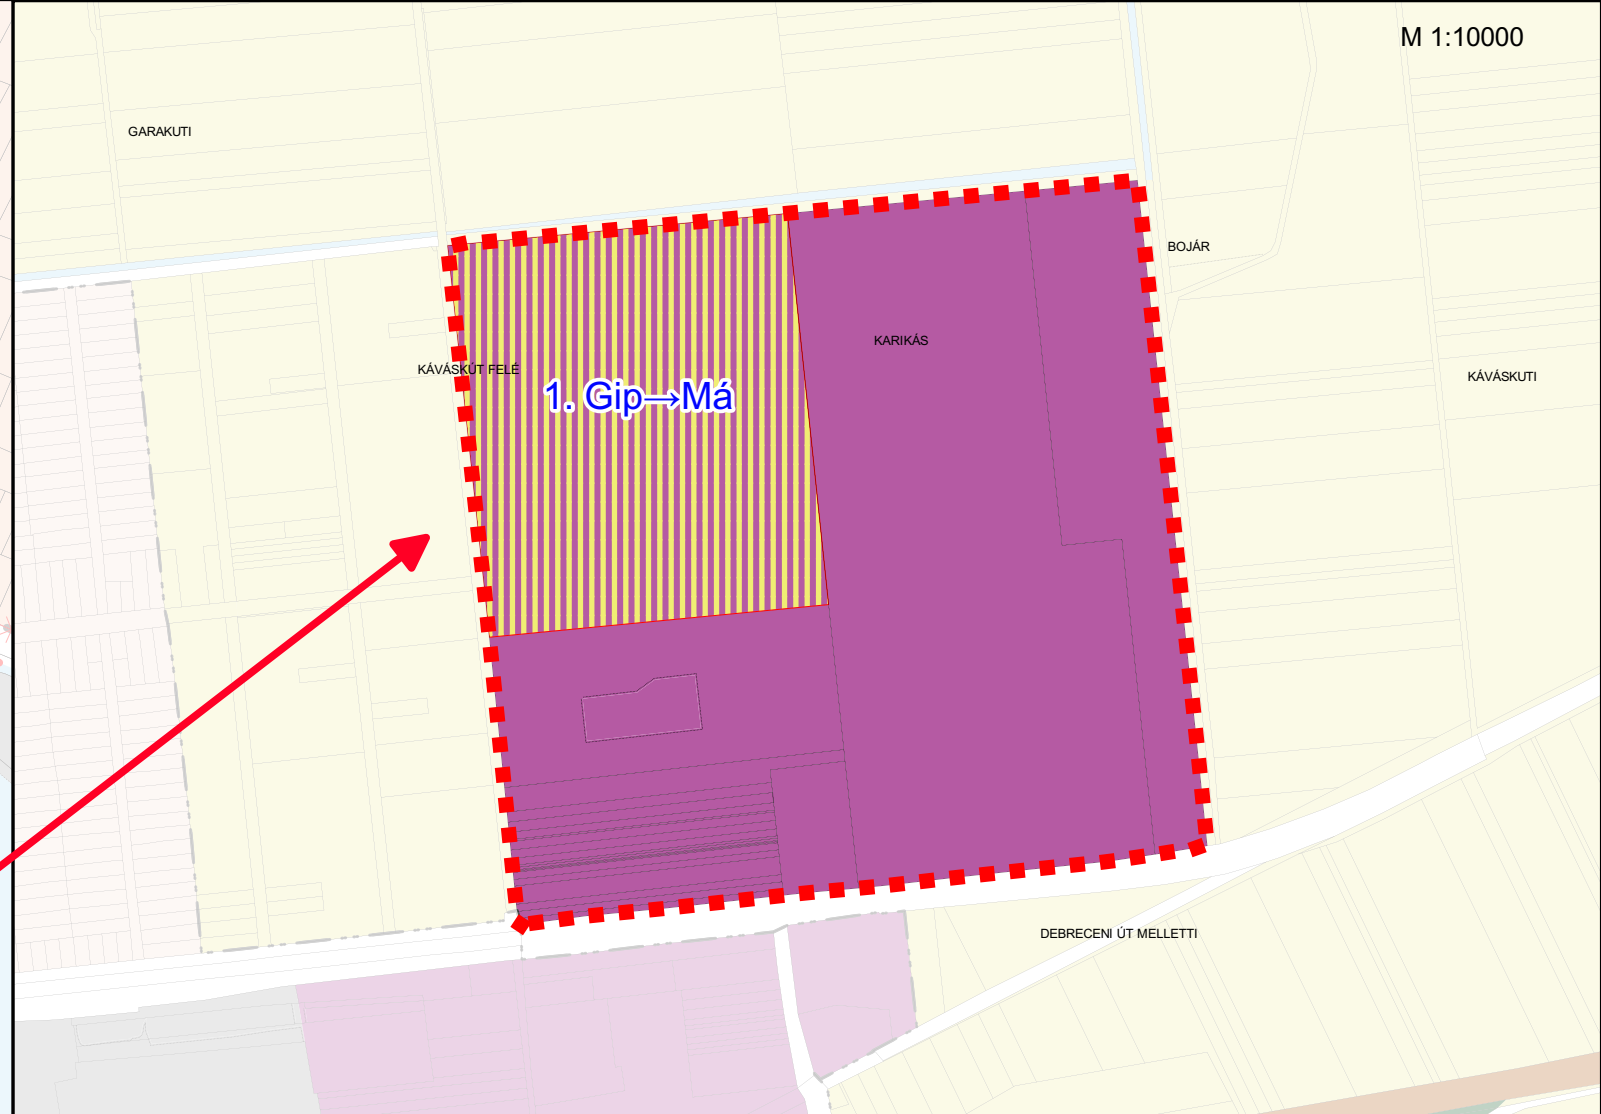 M 1:10000
GARAKUTI
BOJÁR
KARIKÁS
KÁVÁSKÚT FELÉ
KÁVÁSKUTI
1. Gip→Má
DEBRECENI ÚT MELLETTI